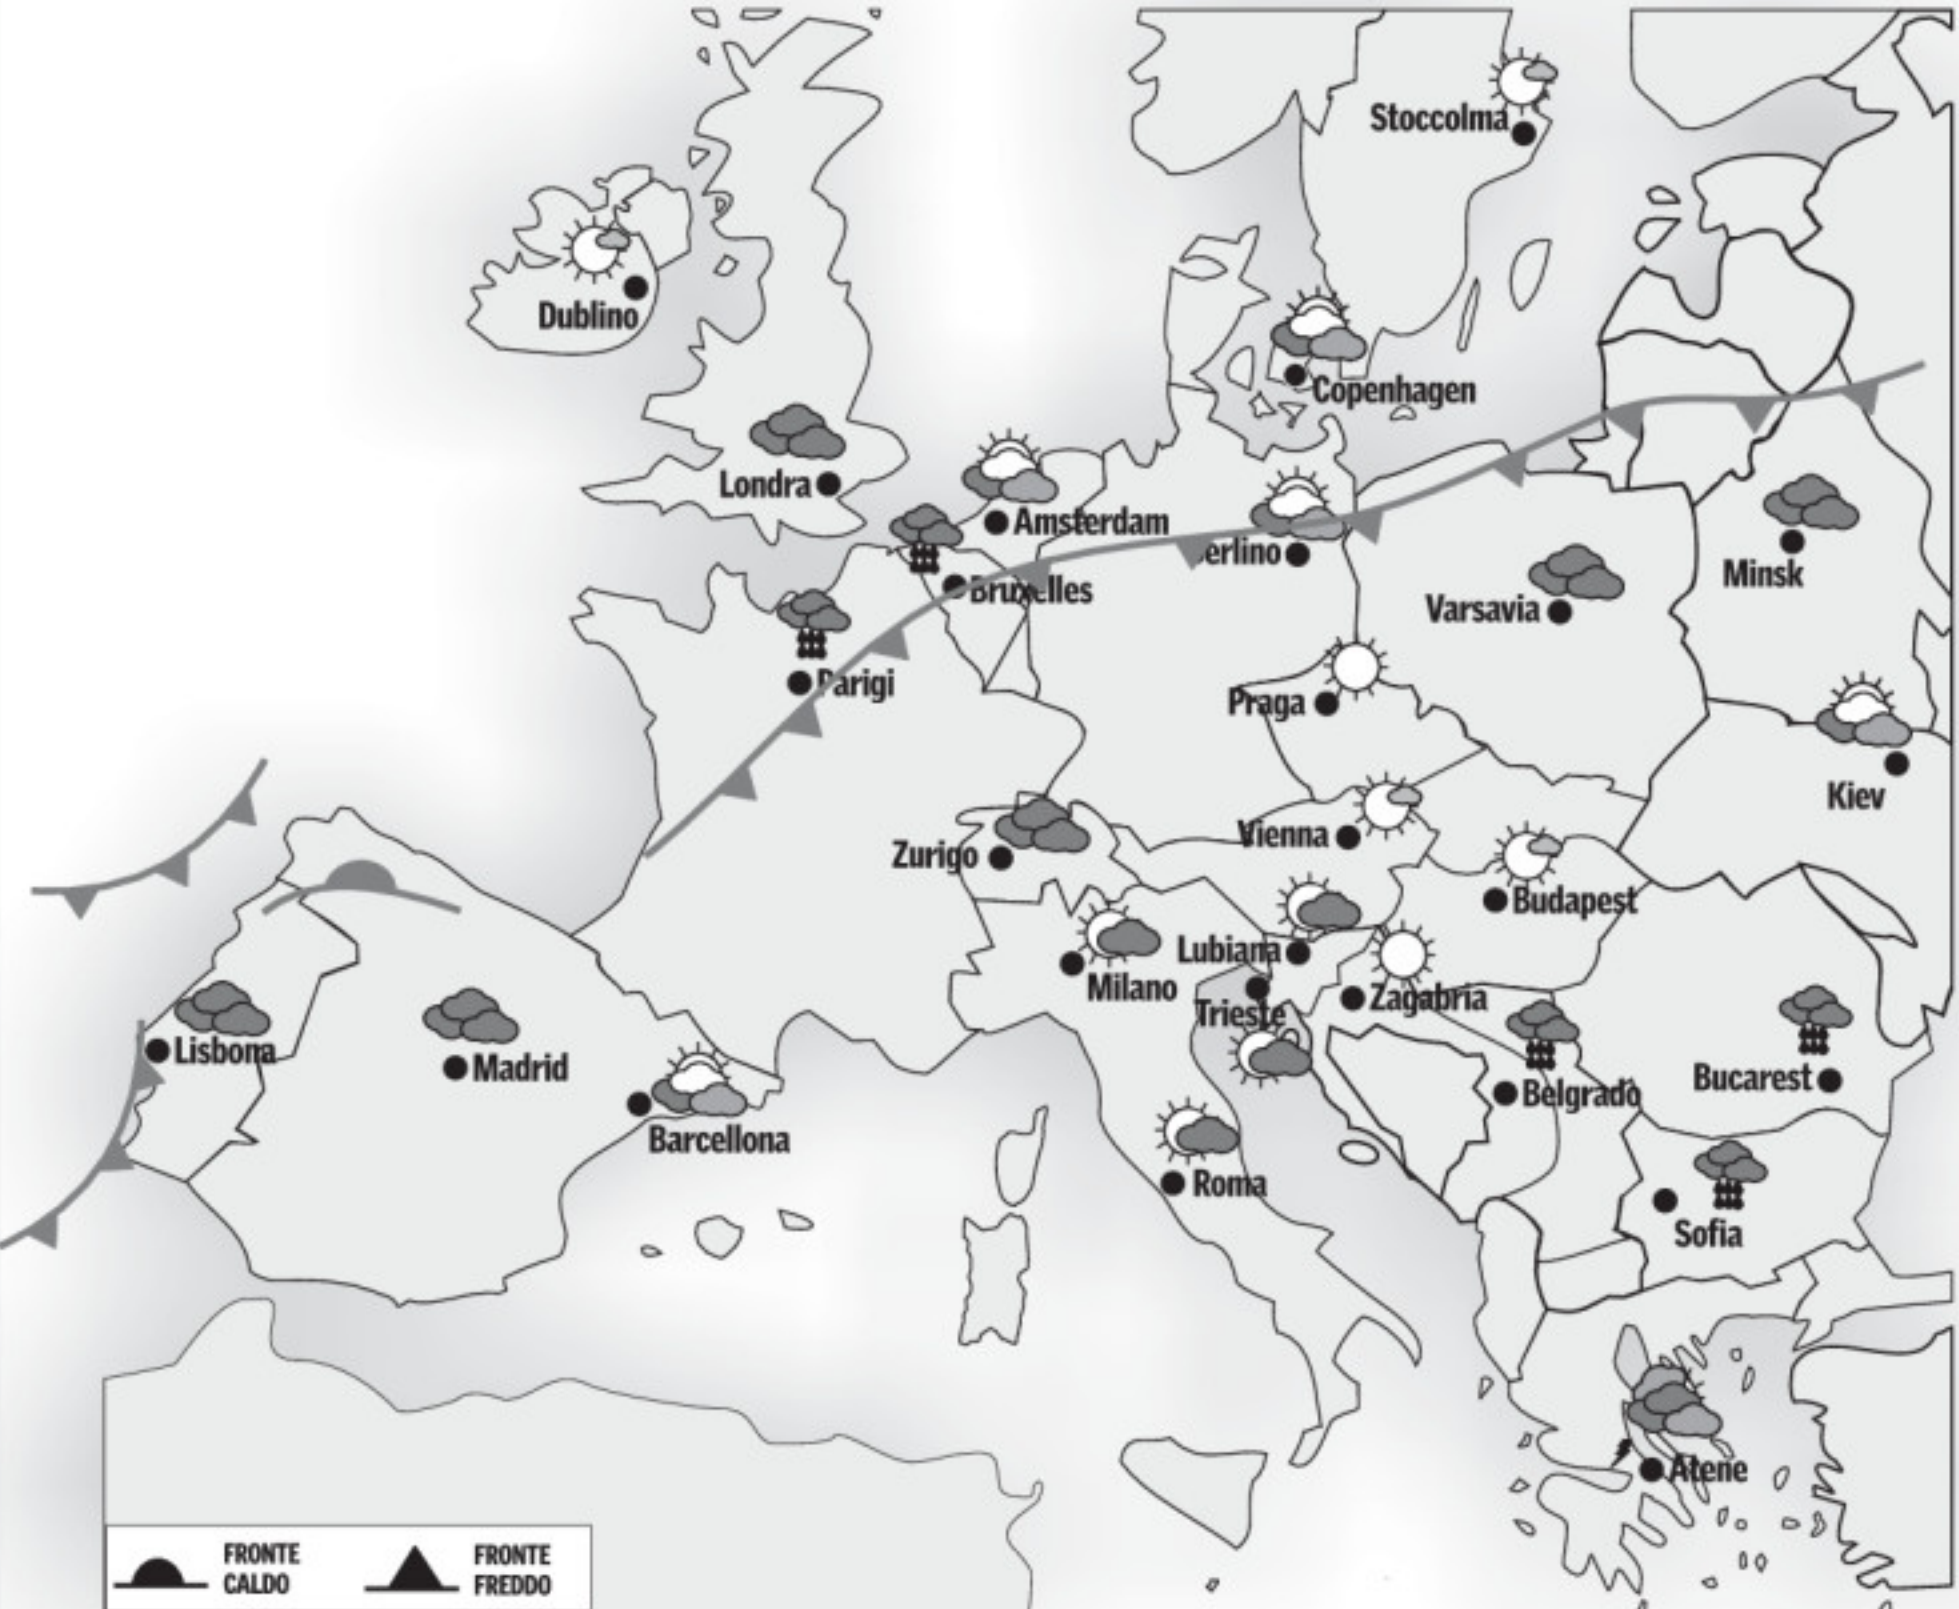 Stoccolma
Dublino
Copenhagen
Londra
Amsterdam
erlino
Minsk
Bruxelles
Varsavia
Parigi
Praga
Kiev
Vienna
Zurigo
Budapest
Lubiana
Milano
Zagabria
Trieste
Lisbona
Madrid
Bucarest
Belgrado
Barcellona
Roma
Sofia
Atene
FRONTE
CALDO
FRONTE
FREDDO